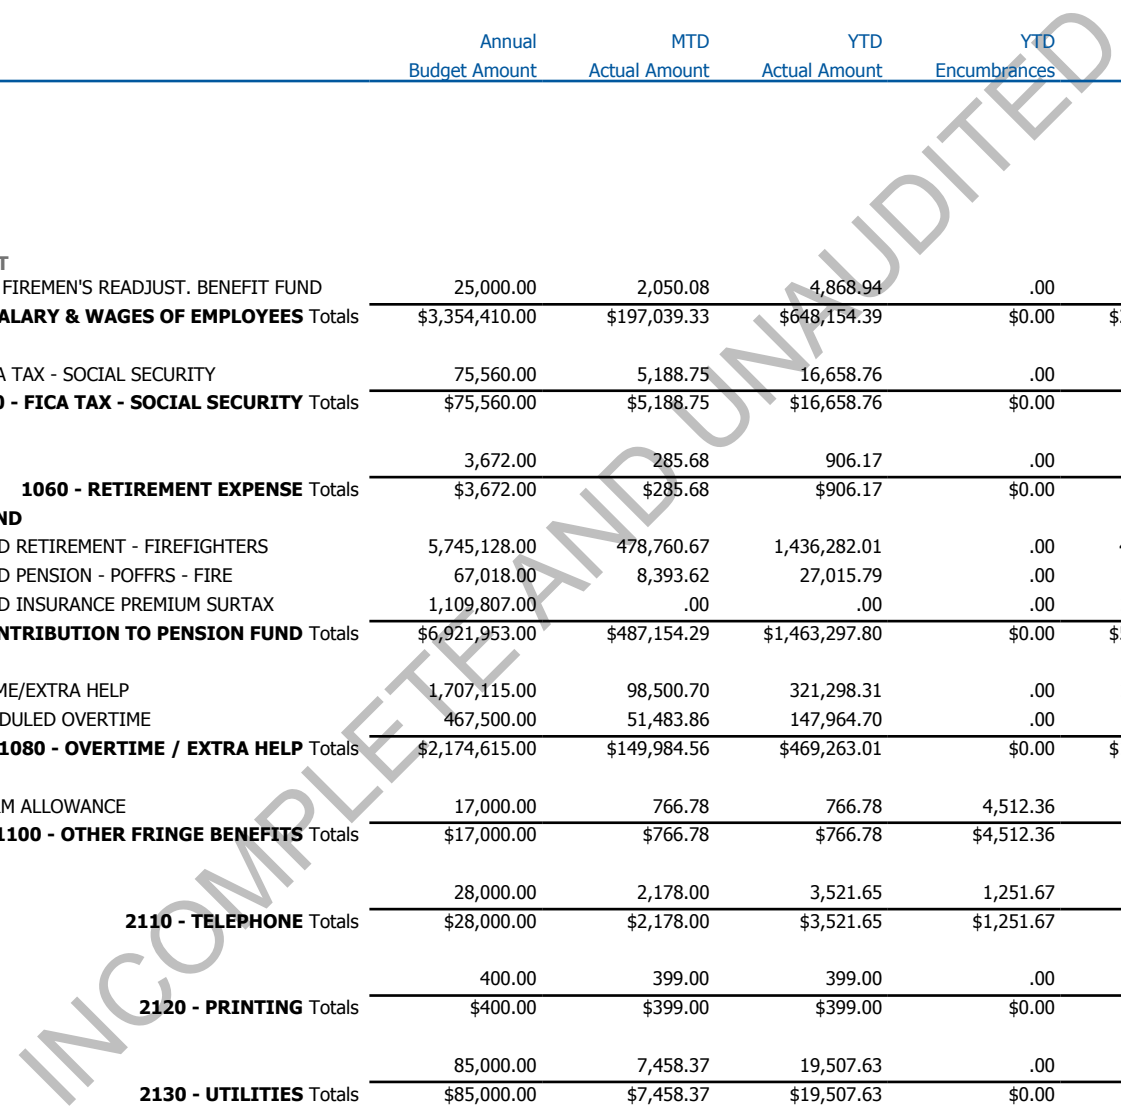 Annual MTD YTD YTD
Budget Amount Actual Amount Actual Amount Encumbrances
T
FIREMEN'S READJUST. BENEFIT FUND 25,000.00 2,050.08 4,868.94 .00
ALARY & WAGES OF EMPLOYEES Totals $3,354,410.00 $197,039.33 $648,154.39 $0.00 $
A TAX - SOCIAL SECURITY 75,560.00 5,188.75 16,658.76 .00
0 - FICA TAX - SOCIAL SECURITY Totals $75,560.00 $5,188.75 $16,658.76 $0.00
3,672.00 285.68 906.17 .00
1060 - RETIREMENT EXPENSE Totals $3,672.00 $285.68 $906.17 $0.00
ND
D RETIREMENT - FIREFIGHTERS 5,745,128.00 478,760.67 1,436,282.01 .00
D PENSION - POFFRS - FIRE 67,018.00 8,393.62 27,015.79 .00
D INSURANCE PREMIUM SURTAX 1,109,807.00 .00 .00 .00
NTRIBUTION TO PENSION FUND Totals $6,921,953.00 $487,154.29 $1,463,297.80 $0.00 $
ME/EXTRA HELP 1,707,115.00 98,500.70 321,298.31 .00
DULED OVERTIME 467,500.00 51,483.86 147,964.70 .00
1080 - OVERTIME / EXTRA HELP Totals $2,174,615.00 $149,984.56 $469,263.01 $0.00 $
M ALLOWANCE 17,000.00 766.78 766.78 4,512.36
1100 - OTHER FRINGE BENEFITS Totals $17,000.00 $766.78 $766.78 $4,512.36
28,000.00 2,178.00 3,521.65 1,251.67
2110 - TELEPHONE Totals $28,000.00 $2,178.00 $3,521.65 $1,251.67
400.00 399.00 399.00 .00
2120 - PRINTING Totals $400.00 $399.00 $399.00 $0.00
85,000.00 7,458.37 19,507.63 .00
2130 - UTILITIES Totals $85,000.00 $7,458.37 $19,507.63 $0.00
INCOMPLETE AND UNAUDITED